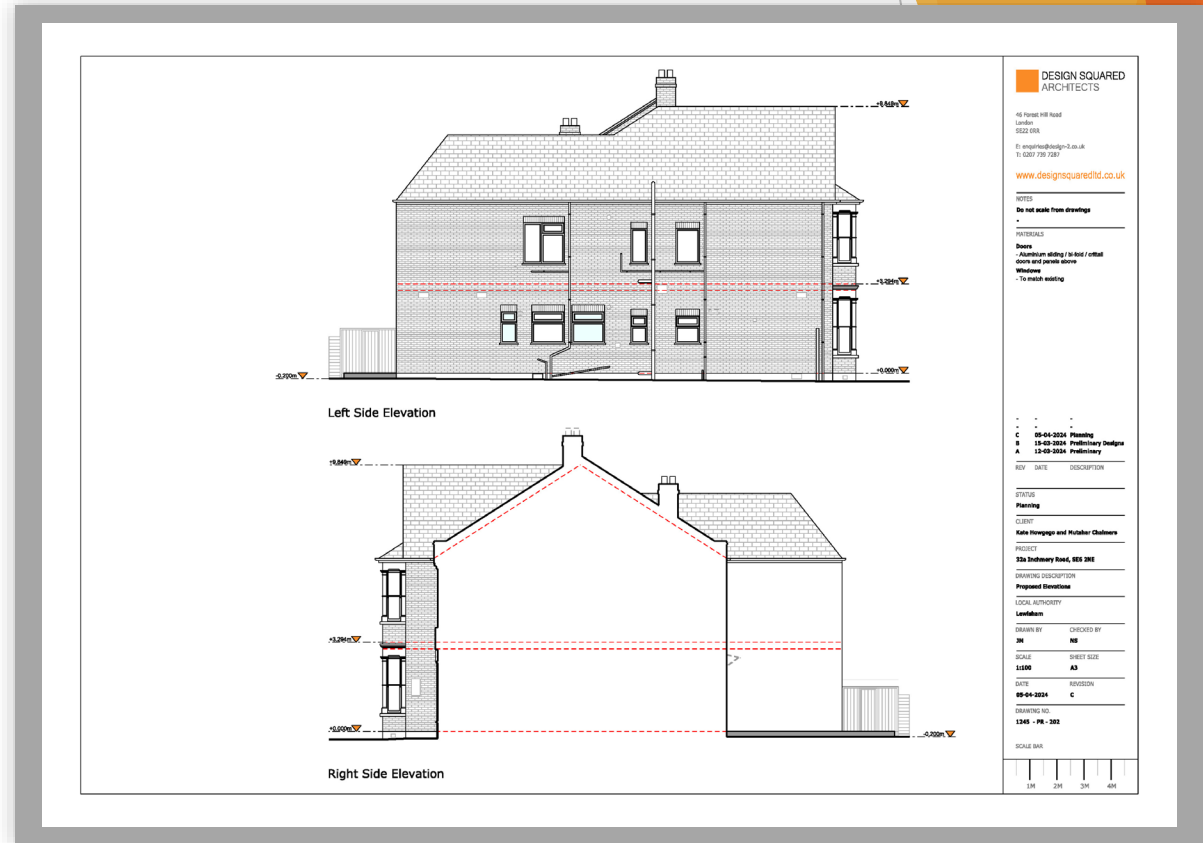 +9.849m
+3.294m
+0.000m
-0.200m
Left Side Elevation
+9.849m
+3.294m
+0.000m
-0.200m
Right Side Elevation
DESIGN SQUARED
ARCHITECTS
46 Forest Hill Road
London
SE22 0RR
E: enquiries@design-2.co.uk
T: 0207 739 7287
www.designsquaredltd.co.uk
NOTES
Do not scale from drawings
-
MATERIALS
Doors
- Aluminium sliding / bi-fold / crittall
doors and panels above
Windows
- To match existing
- - -
- - -
C 05-04-2024 Planning
B 15-03-2024 Preliminary Designs
A 12-03-2024 Preliminary
REV DATE DESCRIPTION
STATUS
Planning
CLIENT
Kate Howgego and Mutahar Chalmers
PROJECT
32a Inchmery Road, SE6 2NE
DRAWING DESCRIPTION
Proposed Elevations
LOCAL AUTHORITY
Lewisham
DRAWN BY CHECKED BY
JM NS
SCALE SHEET SIZE
1:100 A3
DATE REVISION
05-04-2024 C
DRAWING NO.
1245 - PR - 202
SCALE BAR
1M 2M 3M 4M